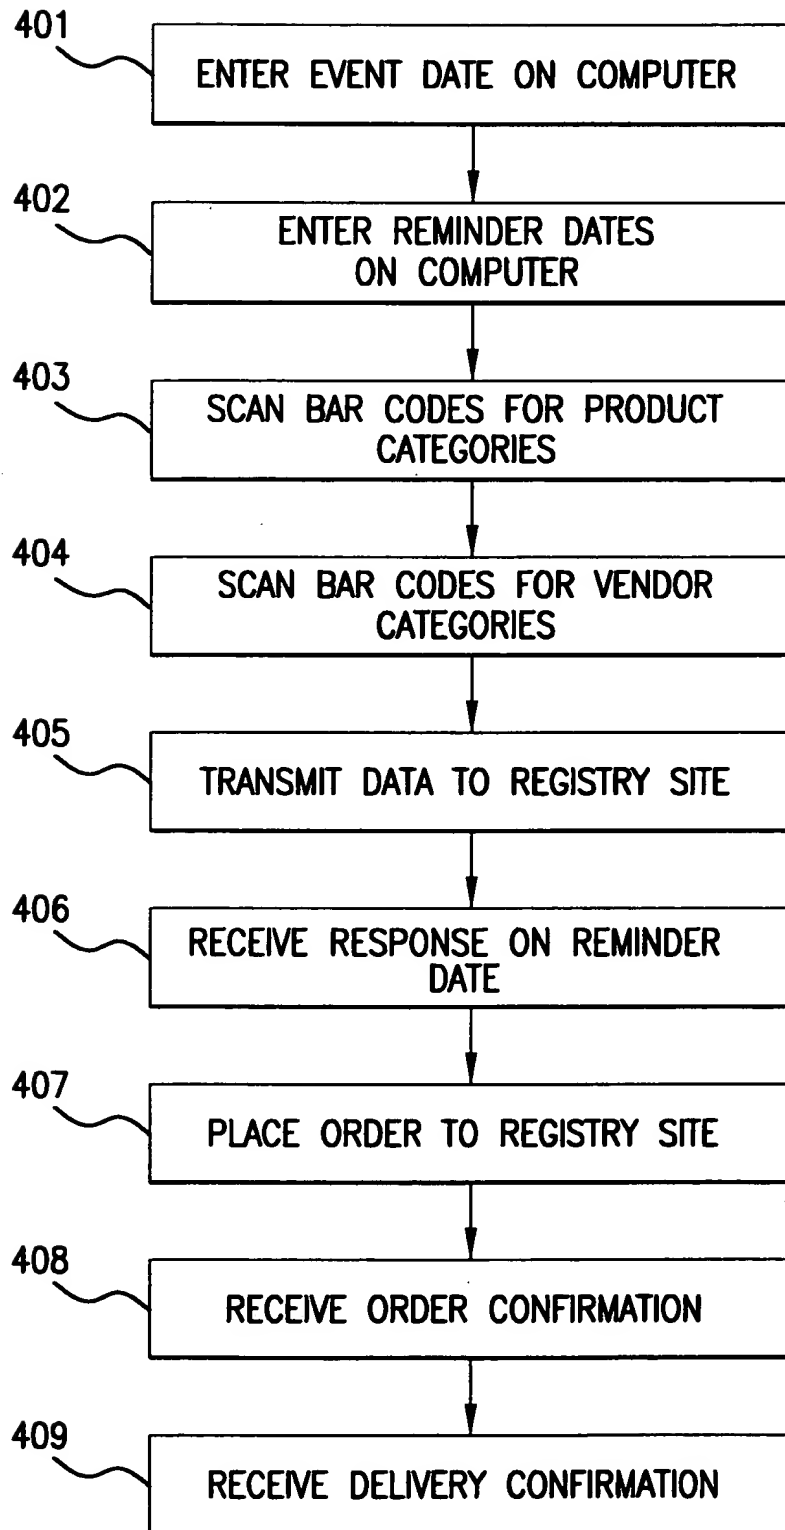 401
ENTER EVENT DATE ON COMPUTER
402
ENTER REMINDER DATES
ON COMPUTER
403
SCAN BAR CODES FOR PRODUCT
CATEGORIES
404
SCAN BAR CODES FOR VENDOR
CATEGORIES
405
TRANSMIT DATA TO REGISTRY SITE
406
RECEIVE RESPONSE ON REMINDER
DATE
407
PLACE ORDER TO REGISTRY SITE
408
RECEIVE ORDER CONFIRMATION
409
RECEIVE DELIVERY CONFIRMATION